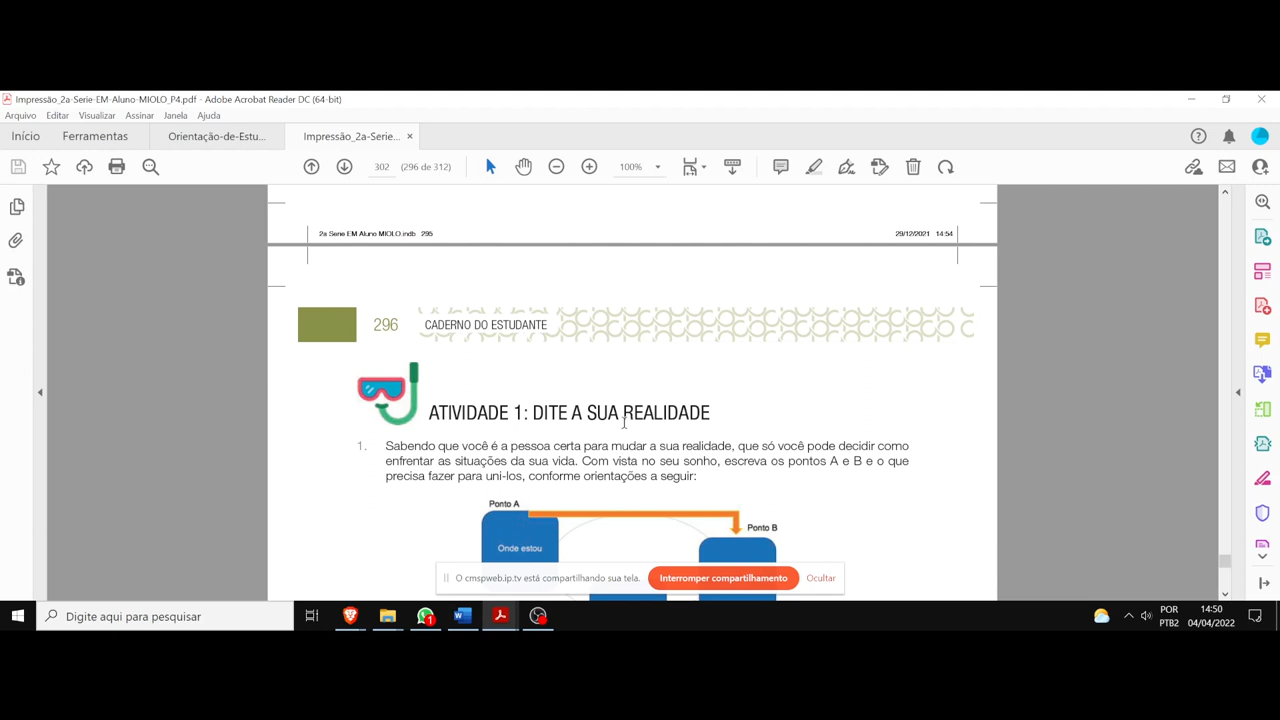 Impressão_2a-Serie-EM-Aluno-MIOLO_P4.pdf - Adobe Acrobat Reader DC (64-bit)
Arquivo Editar Visualizar Assinar Janela Ajuda
Início Ferramentas Orientação-de-Estu... Impressão_2a-Serie... ×
302 (296 de 312) 100%
2a Serie EM Aluno MIOLO.indb 295 29/12/2021 14:54
296 CADERNO DO ESTUDANTE
ATIVIDADE 1: DITE A SUA REALIDADE
1. Sabendo que você é a pessoa certa para mudar a sua realidade, que só você pode decidir como
enfrentar as situações da sua vida. Com vista no seu sonho, escreva os pontos A e B e o que
precisa fazer para uni-los, conforme orientações a seguir:
Ponto A
Ponto B
Onde estou
O cmspweb.ip.tv está compartilhando sua tela. Interromper compartilhamento Ocultar
Digite aqui para pesquisar
1
POR 14:50
PTB2 04/04/2022